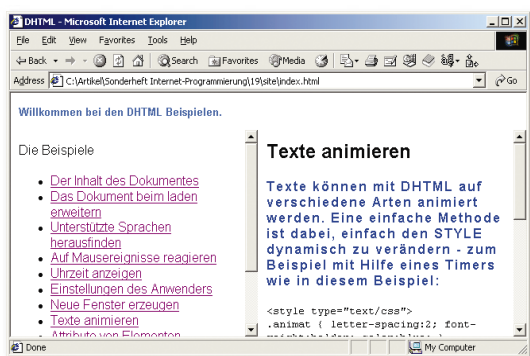 DHTML - Microsoft Internet Explorer
File Edit View Favorites Tools Help
Back Search Favorites Media
Address C:\Artikel\Sonderheft Internet-Programmierung\19\site\index.html Go
Willkommen bei den DHTML Beispielen.
Die Beispiele
Der Inhalt des Dokumentes
Das Dokument beim laden
erweitern
Unterstützte Sprachen
herausfinden
Auf Mausereignisse reagieren
Uhrzeit anzeigen
Einstellungen des Anwenders
Neue Fenster erzeugen
Texte animieren
Attribute von Elementen
Texte animieren
Texte können mit DHTML auf
verschiedene Arten animiert
werden. Eine einfache Methode
ist dabei, einfach den STYLE
dynamisch zu verändern - zum
Beispiel mit Hilfe eines Timers
wie in diesem Beispiel:
<style type="text/css">
.animat { letter-spacing:2; font-
Done My Computer